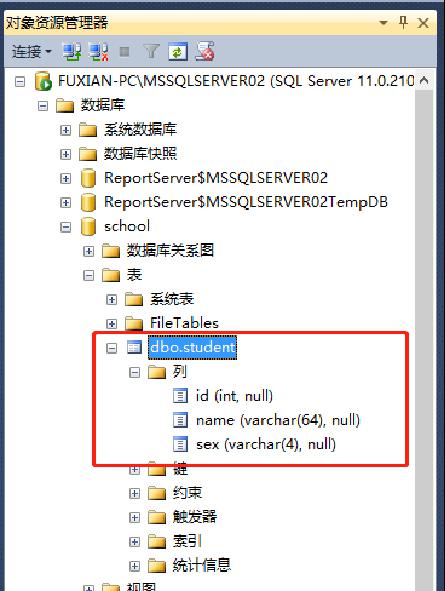 对象资源管理器
连接
FUXIAN-PC\MSSQLSERVER02 (SQL Server 11.0.210
数据库
系统数据库
数据库快照
ReportServer$MSSQLSERVER02
ReportServer$MSSQLSERVER02TempDB
school
数据库关系图
表
系统表
FileTables
dbo.student
列
id (int, null)
name (varchar(64), null)
sex (varchar(4), null)
键
约束
触发器
索引
统计信息
视图